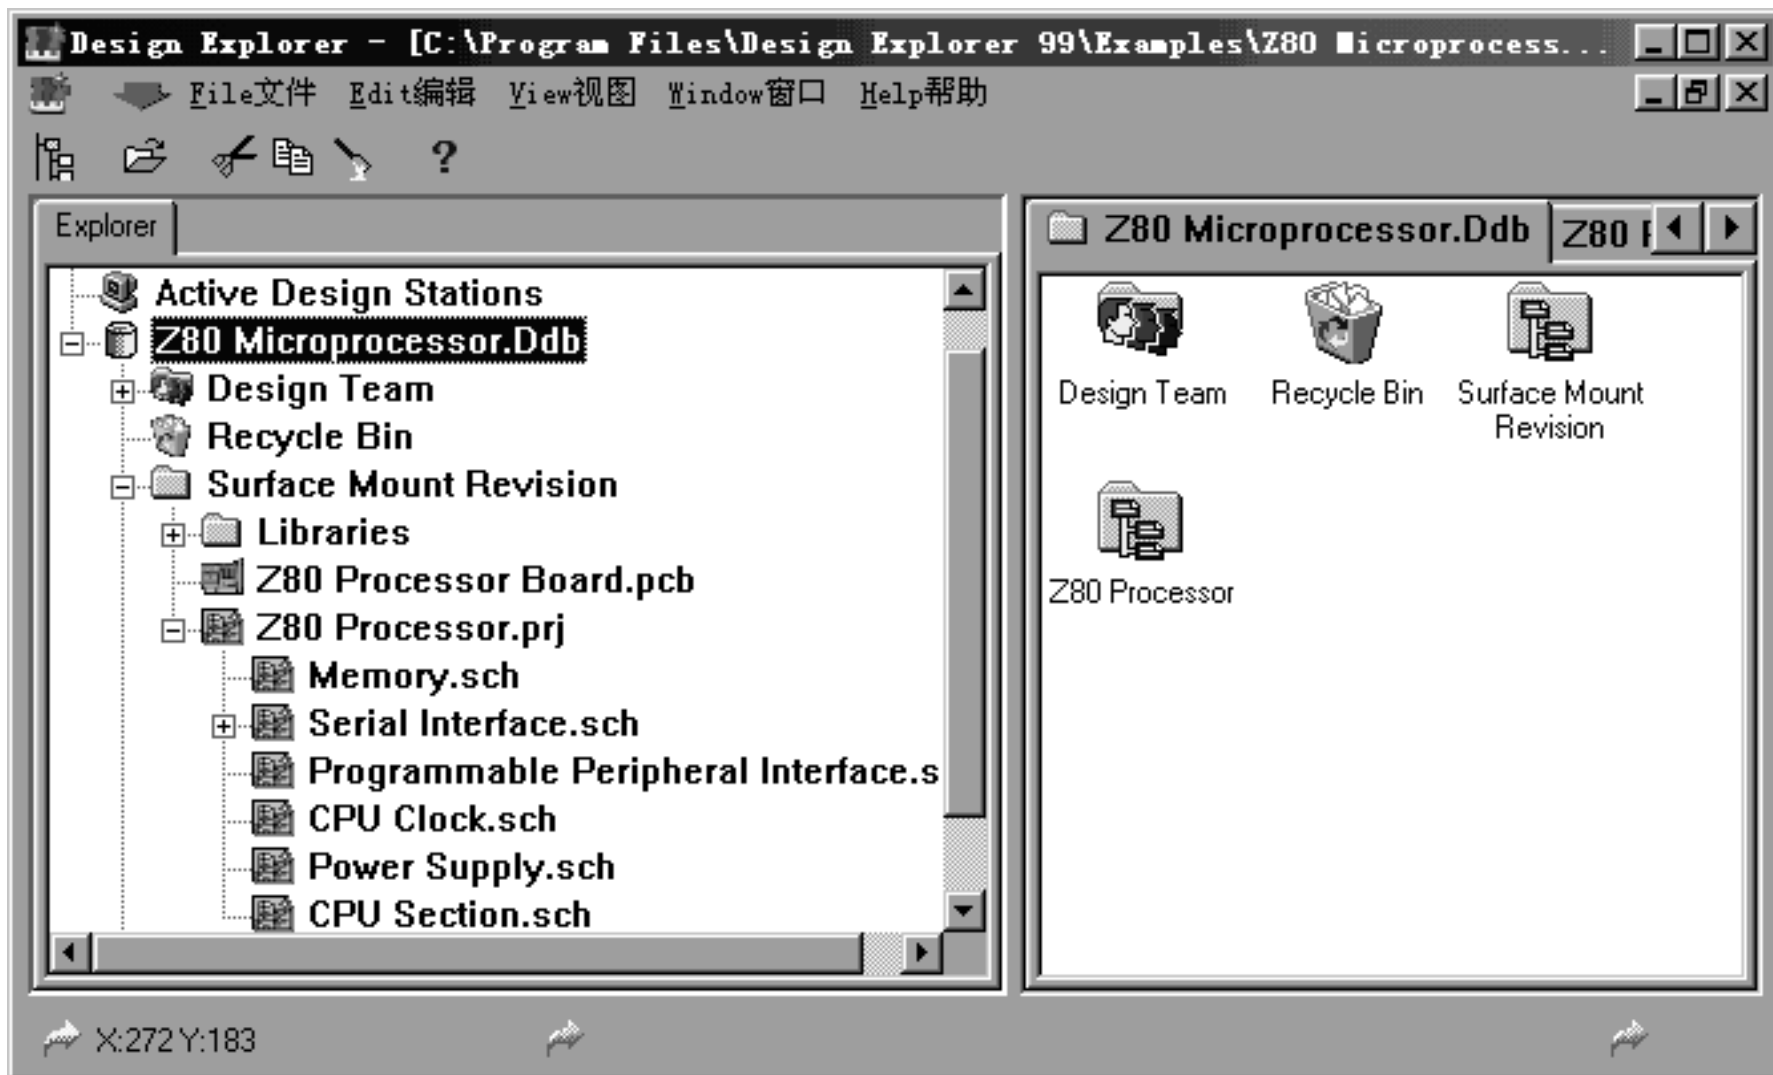 Design Explorer - [C:\Program Files\Design Explorer 99\Examples\Z80 Microprocess...
File文件 Edit编辑 View视图 Window窗口 Help帮助
?
Explorer
Active Design Stations
Z80 Microprocessor.Ddb
Design Team
Recycle Bin
Surface Mount Revision
Libraries
Z80 Processor Board.pcb
Z80 Processor.prj
Memory.sch
Serial Interface.sch
Programmable Peripheral Interface.s
CPU Clock.sch
Power Supply.sch
CPU Section.sch
Z80 Microprocessor.Ddb Z80
Design Team Recycle Bin Surface Mount
Revision
Z80 Processor
X:272 Y:183